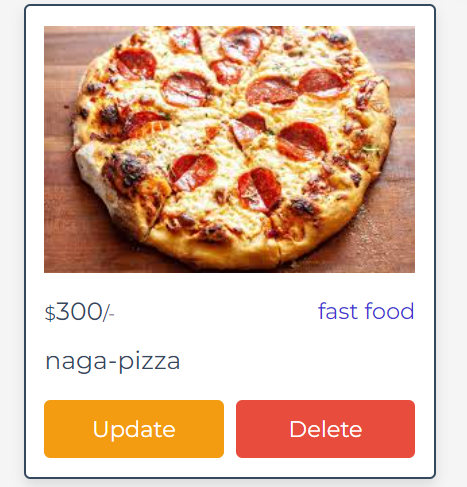 $300/- fast food
naga-pizza
Update Delete